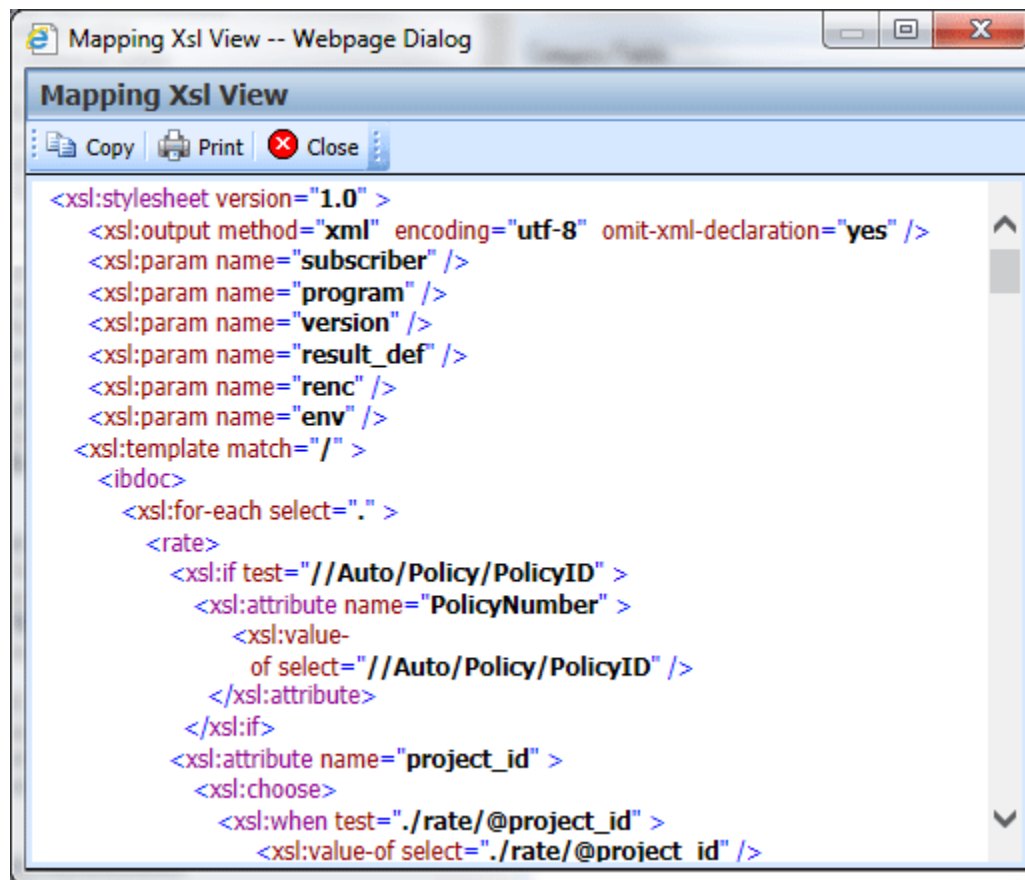 Mapping Xsl View -- Webpage Dialog
Mapping Xsl View
Copy Print Close
<xsl:stylesheet version="1.0" >
<xsl:output method="xml" encoding="utf-8" omit-xml-declaration="yes" />
<xsl:param name="subscriber" />
<xsl:param name="program" />
<xsl:param name="version" />
<xsl:param name="result_def" />
<xsl:param name="renc" />
<xsl:param name="env" />
<xsl:template match="/" >
<ibdoc>
<xsl:for-each select="." >
<rate>
<xsl:if test="//Auto/Policy/PolicyID" >
<xsl:attribute name="PolicyNumber" >
<xsl:value-
of select="//Auto/Policy/PolicyID" />
</xsl:attribute>
</xsl:if>
<xsl:attribute name="project_id" >
<xsl:choose>
<xsl:when test="./rate/@project_id" >
<xsl:value-of select="./rate/@project_id" />